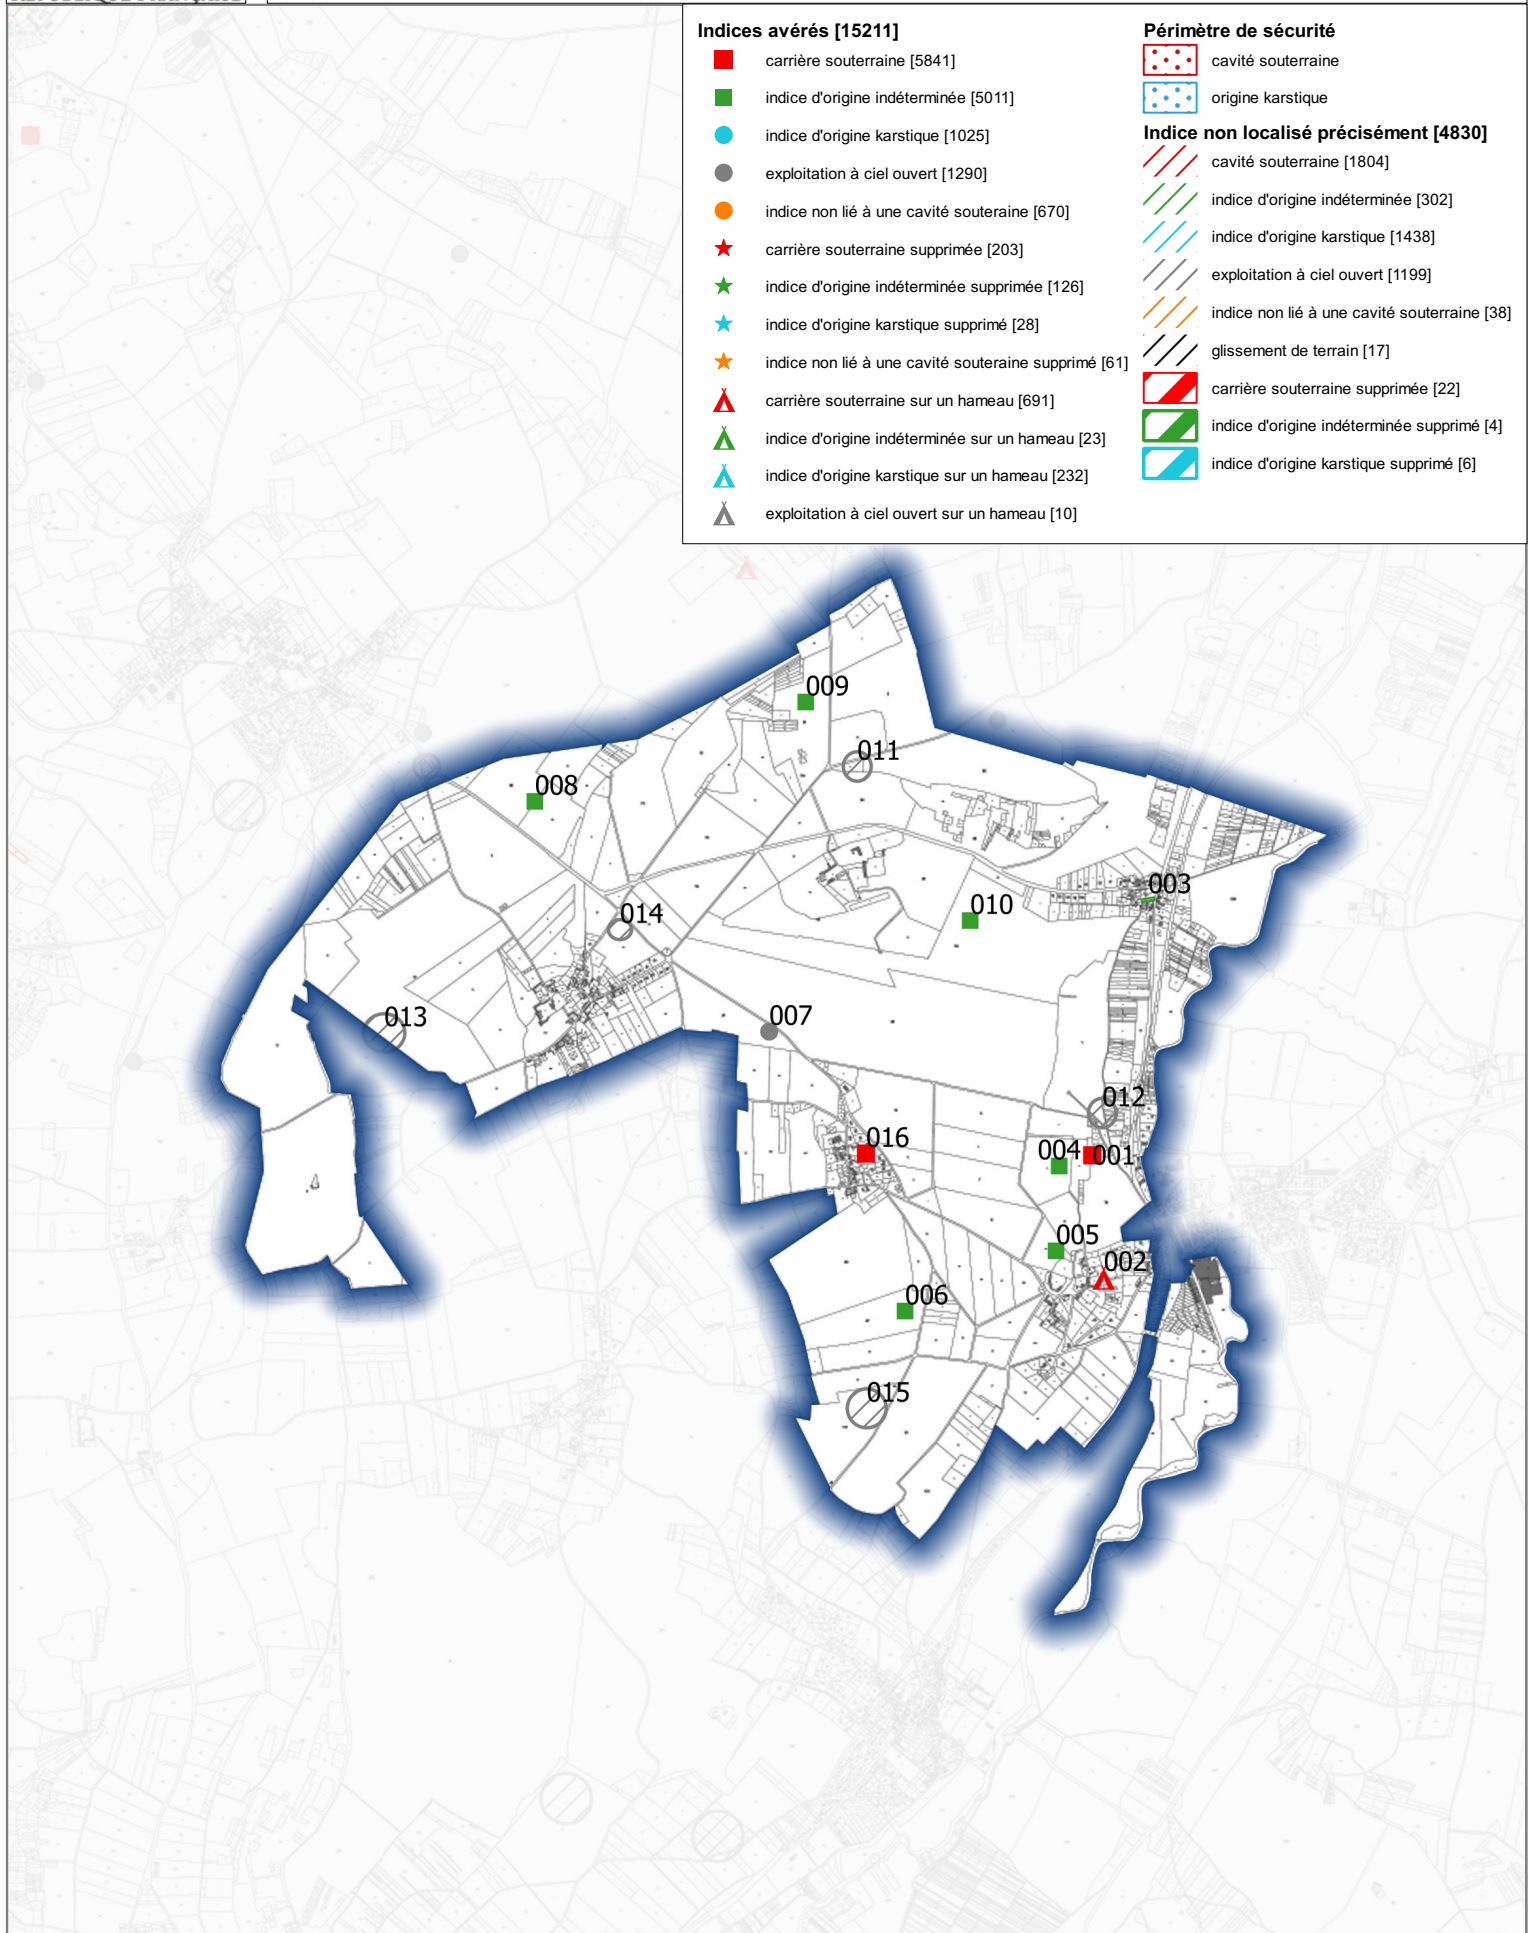 Indices avérés [15211]
carrière souterraine [5841]
indice d'origine indéterminée [5011]
indice d'origine karstique [1025]
exploitation à ciel ouvert [1290]
indice non lié à une cavité souteraine [670]
carrière souterraine supprimée [203]
indice d'origine indéterminée supprimée [126]
indice d'origine karstique supprimé [28]
indice non lié à une cavité souteraine supprimé [61]
carrière souterraine sur un hameau [691]
indice d'origine indéterminée sur un hameau [23]
indice d'origine karstique sur un hameau [232]
exploitation à ciel ouvert sur un hameau [10]
Périmètre de sécurité
cavité souterraine
origine karstique
Indice non localisé précisément [4830]
cavité souterraine [1804]
indice d'origine indéterminée [302]
indice d'origine karstique [1438]
exploitation à ciel ouvert [1199]
indice non lié à une cavité souterraine [38]
glissement de terrain [17]
carrière souterraine supprimée [22]
indice d'origine indéterminée supprimé [4]
indice d'origine karstique supprimé [6]
009
011
008
003
010
014
013
007
012
016
004
001
005
002
006
015